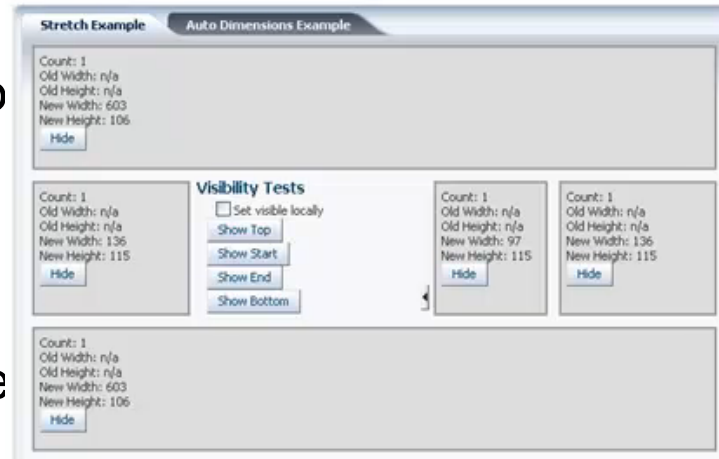 Stretch Example
Auto Dimensions Example
Count: 1
Old Width: n/a
Old Height: n/a
New Width: 603
New Height: 106
Hide
Count: 1
Old Width: n/a
Old Height: n/a
New Width: 136
New Height: 115
Hide
Visibility Tests
Set visible locally
Show Top
Show Start
Show End
Show Bottom
Count: 1
Old Width: n/a
Old Height: n/a
New Width: 97
New Height: 115
Hide
Count: 1
Old Width: n/a
Old Height: n/a
New Width: 136
New Height: 115
Hide
Count: 1
Old Width: n/a
Old Height: n/a
New Width: 603
New Height: 106
Hide